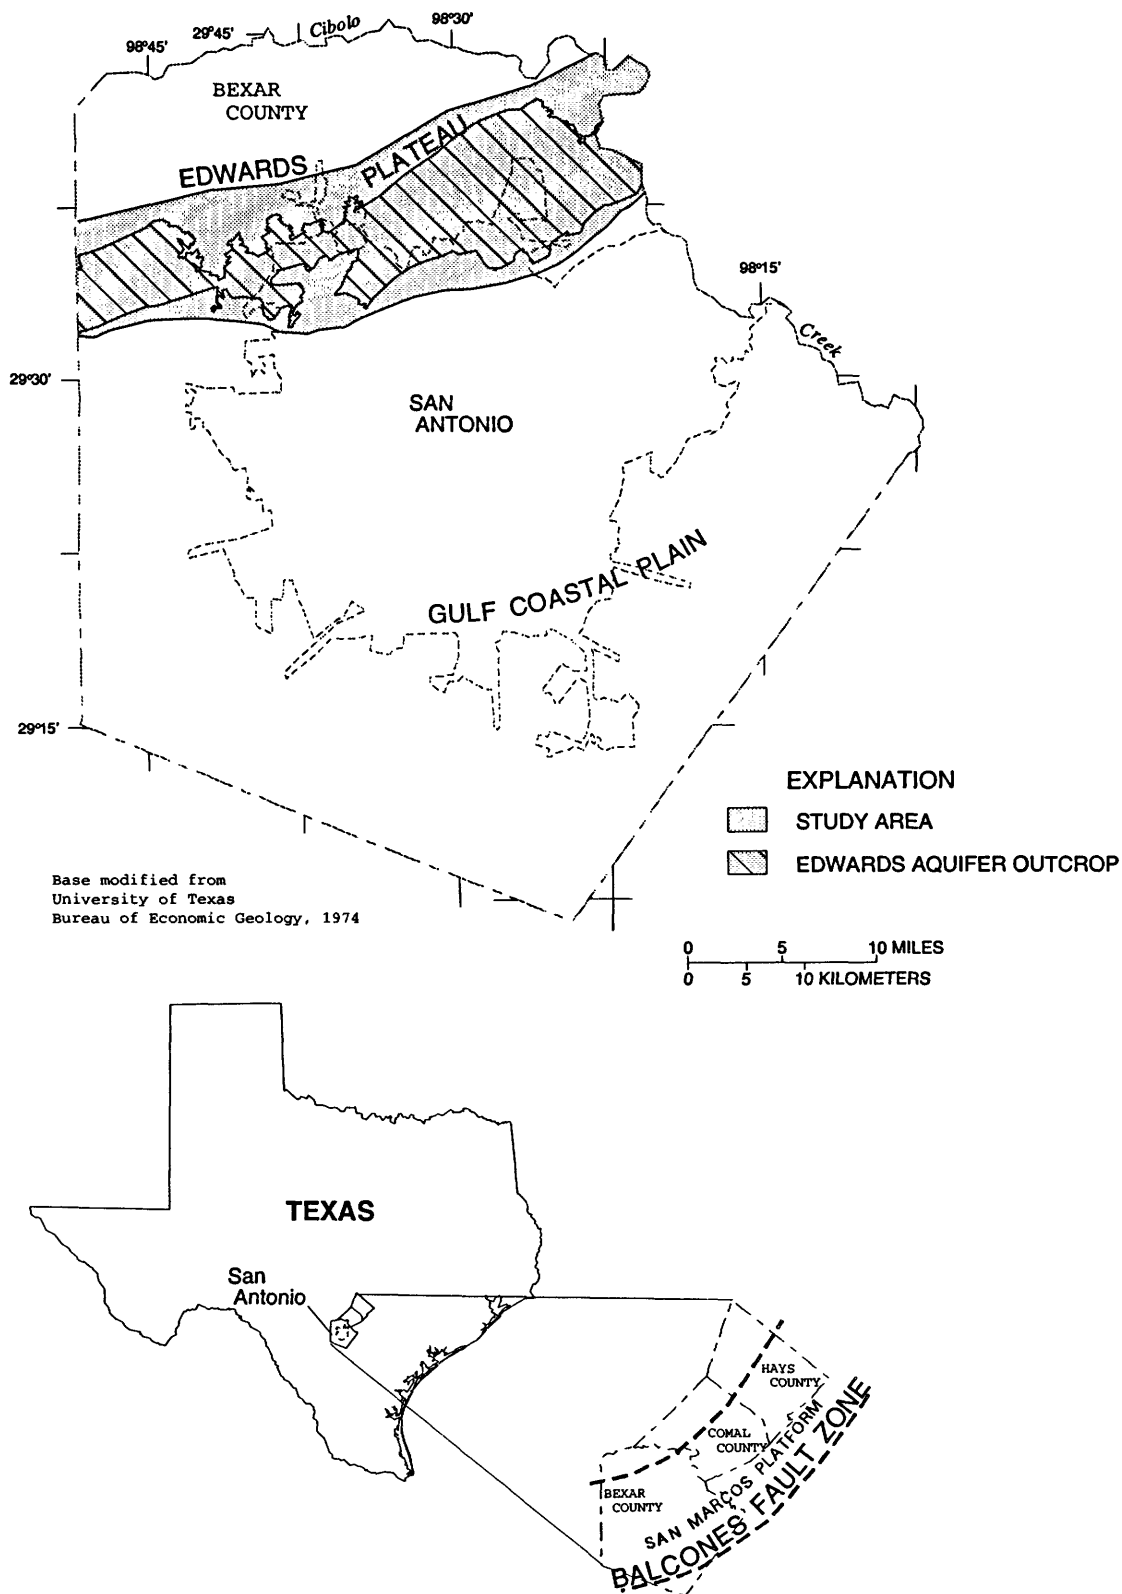 98°45'
29°45'
Cibolo
98°30'
BEXAR
COUNTY
EDWARDS PLATEAU
98°15'
Creek
29°30'
SAN
ANTONIO
GULF COASTAL PLAIN
29°15'
EXPLANATION
STUDY AREA
EDWARDS AQUIFER OUTCROP
Base modified from
University of Texas
Bureau of Economic Geology, 1974
0 5 10 MILES
0 5 10 KILOMETERS
TEXAS
San
Antonio
HAYS
COUNTY
COMAL
COUNTY
BEXAR
COUNTY
SAN MARCOS PLATFORM
BALCONES FAULT ZONE